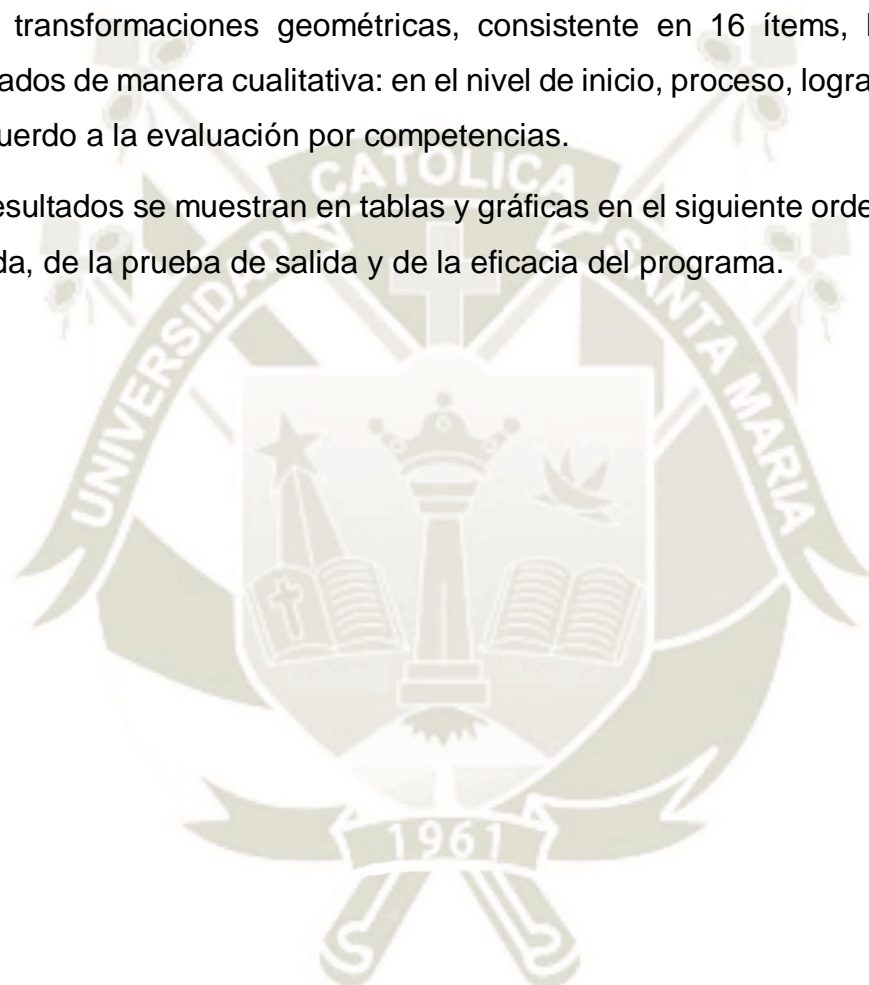 transformaciones geométricas, consistente en 16 ítems,
ados de manera cualitativa: en el nivel de inicio, proceso, logra
uerdo a la evaluación por competencias.
esultados se muestran en tablas y gráficas en el siguiente orde
da, de la prueba de salida y de la eficacia del programa.
UNIVERSIDAD CATOLICA SANTA MARIA
1961